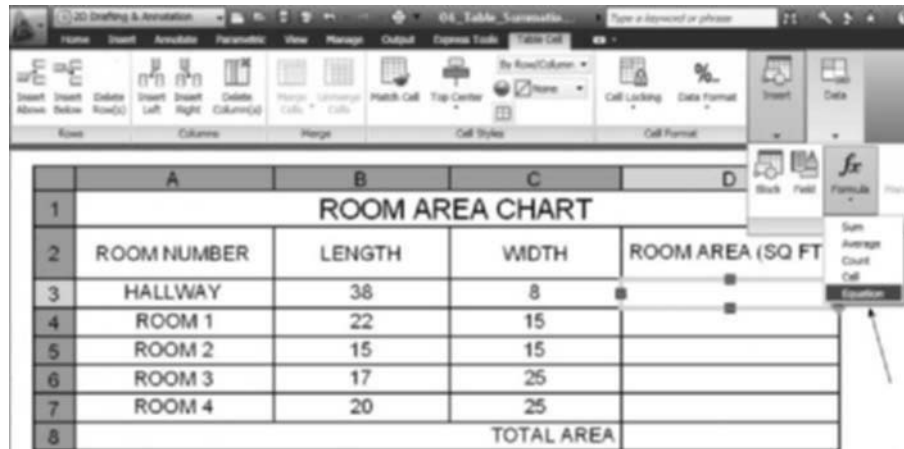 2D Drafting & Annotation
04_Table_Summatio...
Type a keyword or phrase
Home Insert Annotate Parametric View Manage Output Express Tools Table Cell
By Row/Column
None
Insert Above Insert Below Delete Row(s) Insert Left Insert Right Delete Column(s) Merge Cells Unmerge Cells Match Cell Top Center Cell Locking Data Format Insert Data
Rows Columns Merge Cell Styles Cell Format
Block Field fx Formula
Sum
Average
Count
Cell
Equation
A B C D
1 ROOM AREA CHART
2 ROOM NUMBER LENGTH WIDTH ROOM AREA (SQ FT
3 HALLWAY 38 8
4 ROOM 1 22 15
5 ROOM 2 15 15
6 ROOM 3 17 25
7 ROOM 4 20 25
8 TOTAL AREA